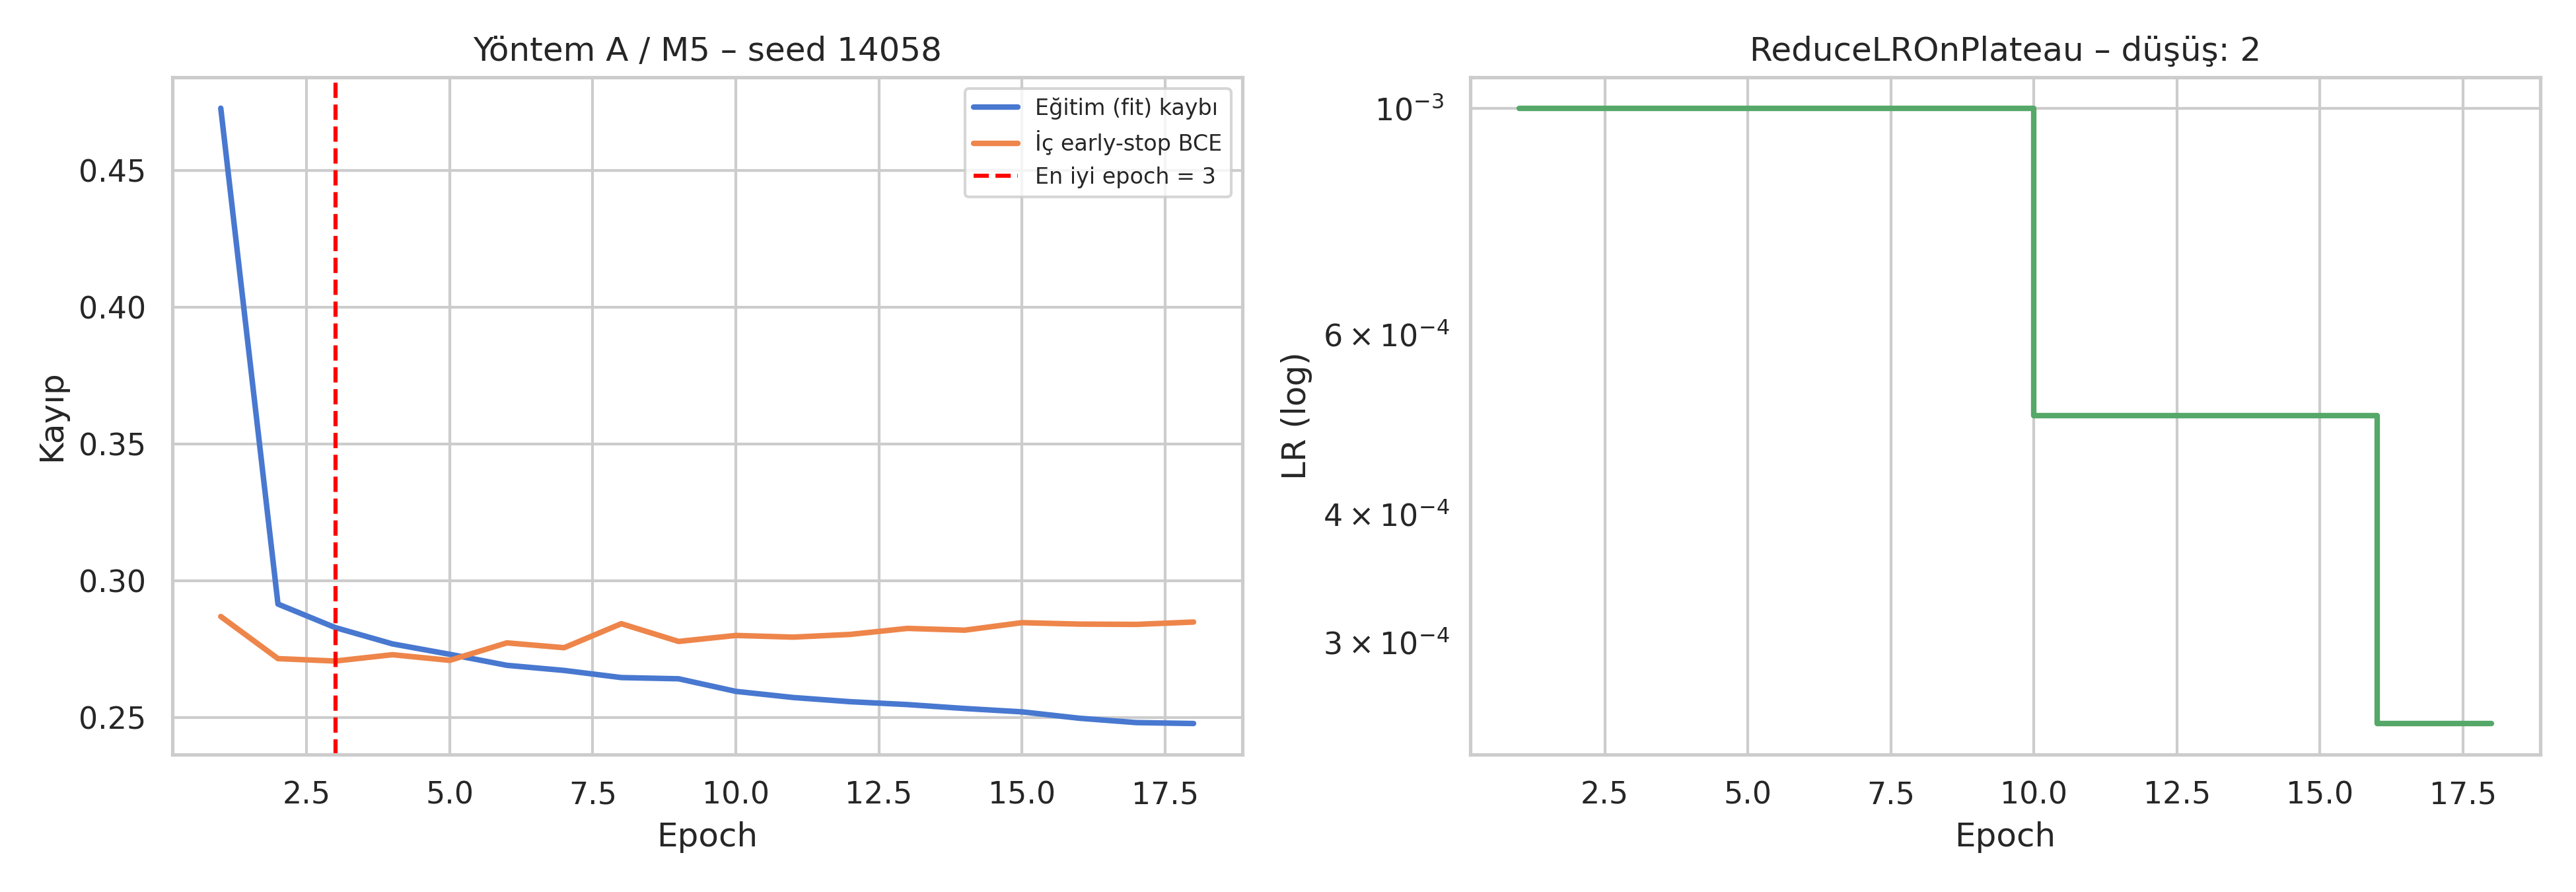 Yöntem A / M5 – seed 14058
Eğitim (fit) kaybı
İç early-stop BCE
En iyi epoch = 3
Kayıp
0.45
0.40
0.35
0.30
0.25
2.5 5.0 7.5 10.0 12.5 15.0 17.5
Epoch
ReduceLROnPlateau – düşüş: 2
LR (log)
10⁻³
6 × 10⁻⁴
4 × 10⁻⁴
3 × 10⁻⁴
2.5 5.0 7.5 10.0 12.5 15.0 17.5
Epoch